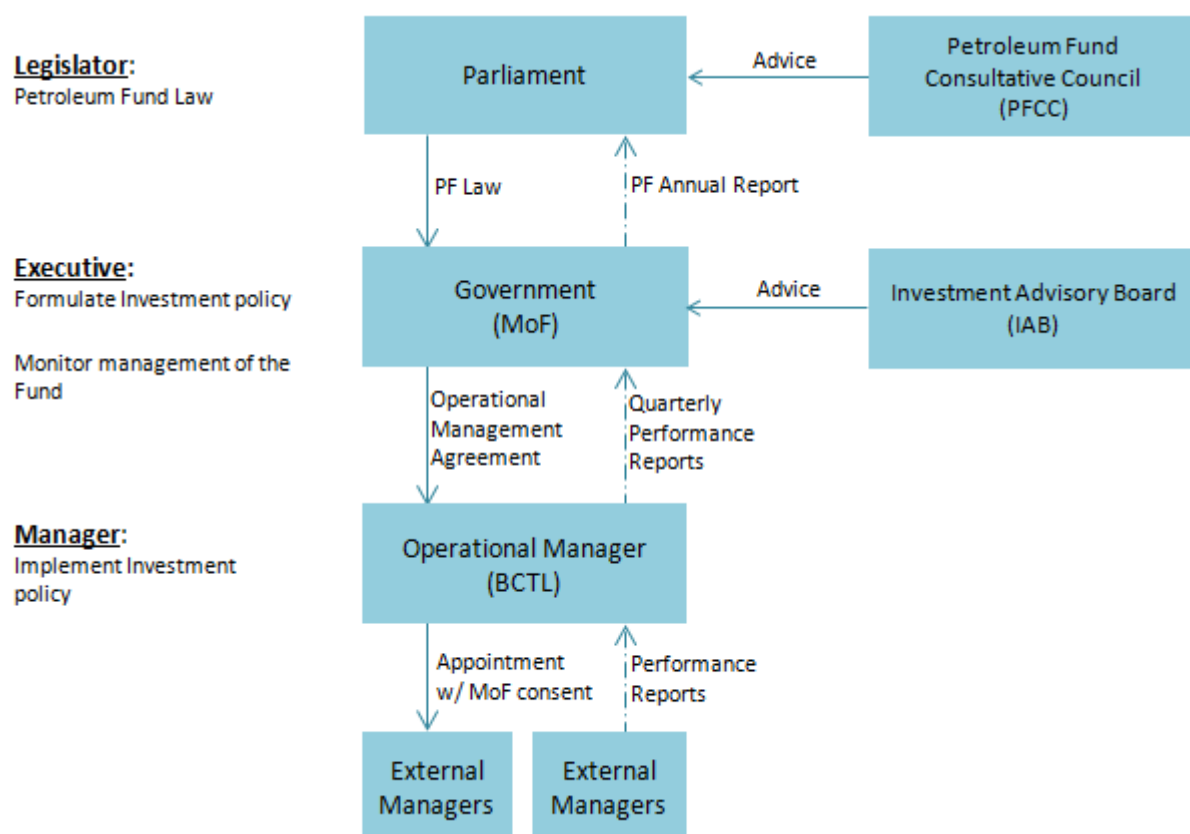 Legislator:
Petroleum Fund Law
Parliament
Advice
Petroleum Fund
Consultative Council
(PFCC)
PF Law
PF Annual Report
Executive:
Formulate Investment policy
Monitor management of the
Fund
Government
(MoF)
Advice
Investment Advisory Board
(IAB)
Operational
Management
Agreement
Quarterly
Performance
Reports
Manager:
Implement Investment
policy
Operational Manager
(BCTL)
Appointment
w/ MoF consent
Performance
Reports
External
Managers
External
Managers